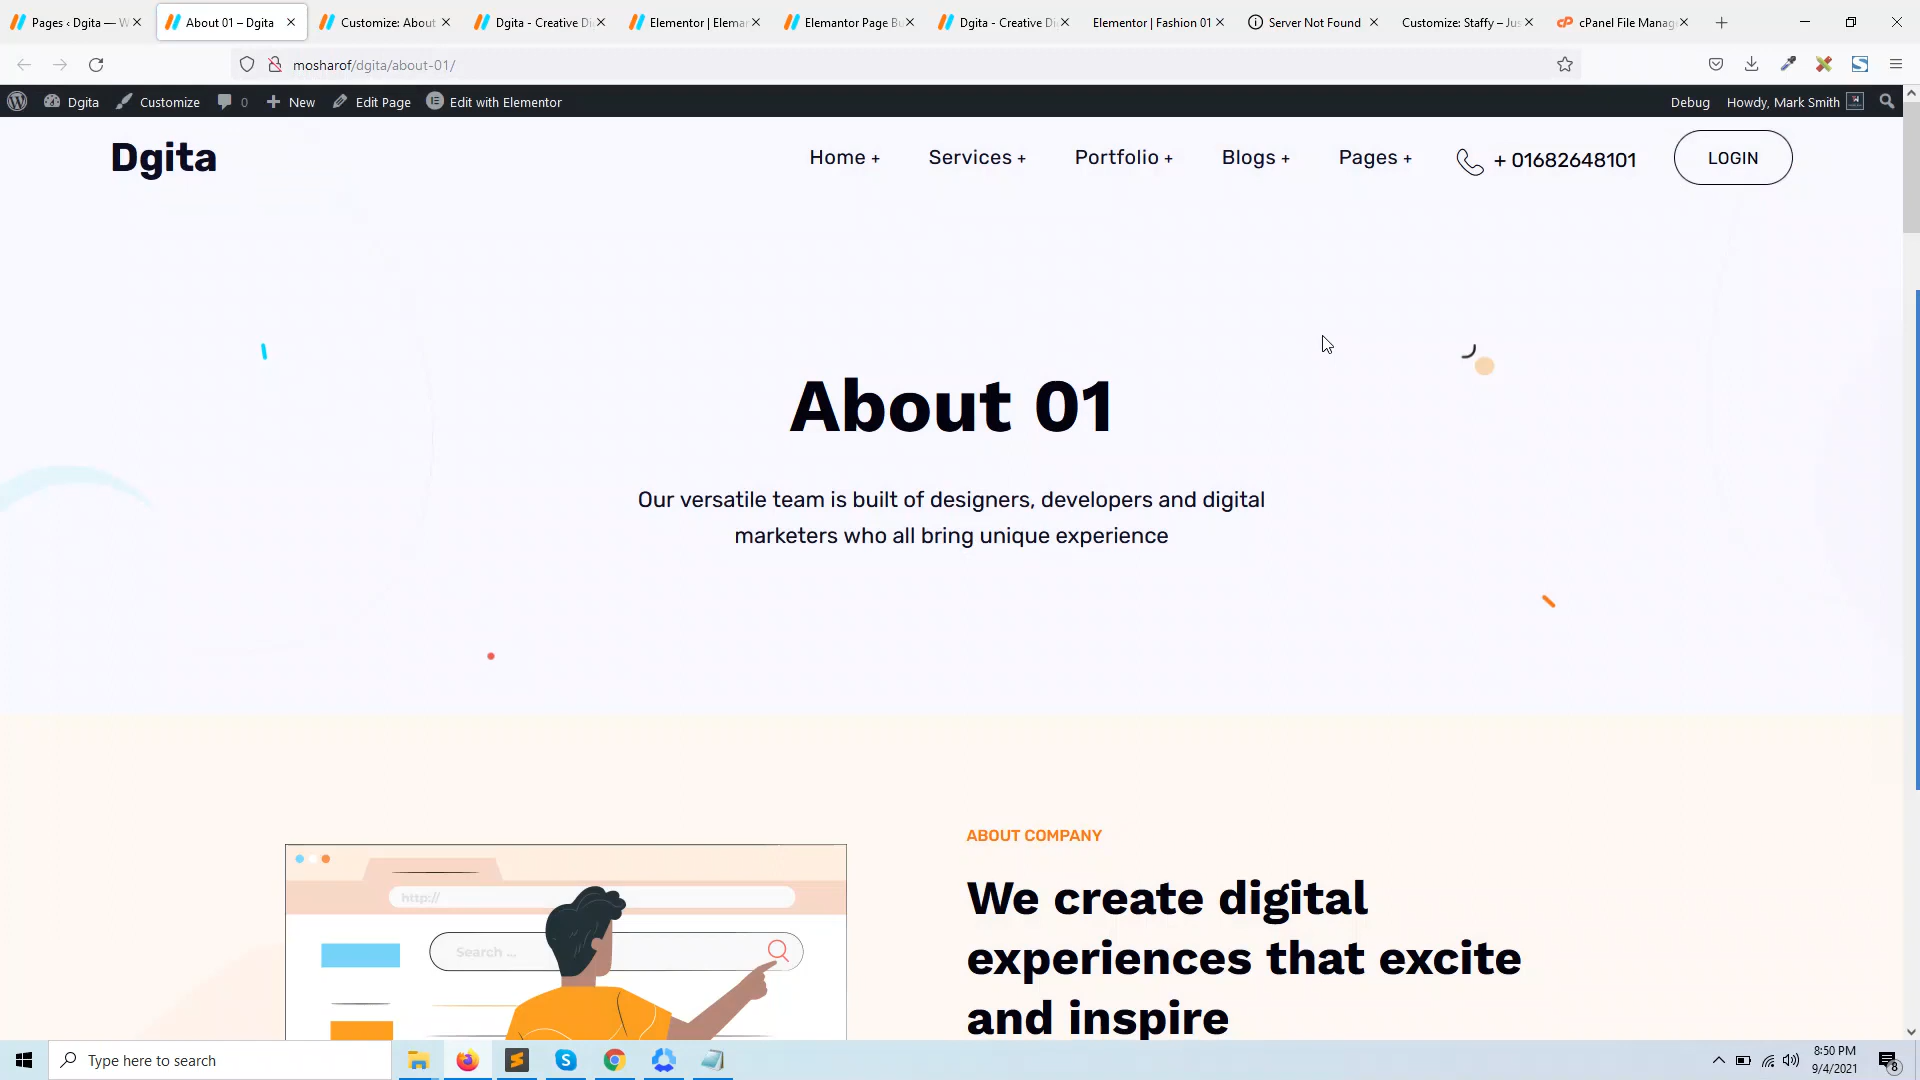 Pages ‹ Dgita — W
About 01 – Dgita
Customize: About
Dgita - Creative Di
Elementor | Elemar
Elemantor Page Bu
Dgita - Creative Di
Elementor | Fashion 01
Server Not Found
Customize: Staffy – Jus
cPanel File Manag
mosharof/dgita/about-01/
Dgita
Customize
0
New
Edit Page
Edit with Elementor
Debug
Howdy, Mark Smith
Dgita
Home +
Services +
Portfolio +
Blogs +
Pages +
+ 01682648101
LOGIN
About 01
Our versatile team is built of designers, developers and digital
marketers who all bring unique experience
http://
Search ...
ABOUT COMPANY
We create digital
experiences that excite
and inspire
Type here to search
8:50 PM
9/4/2021
8